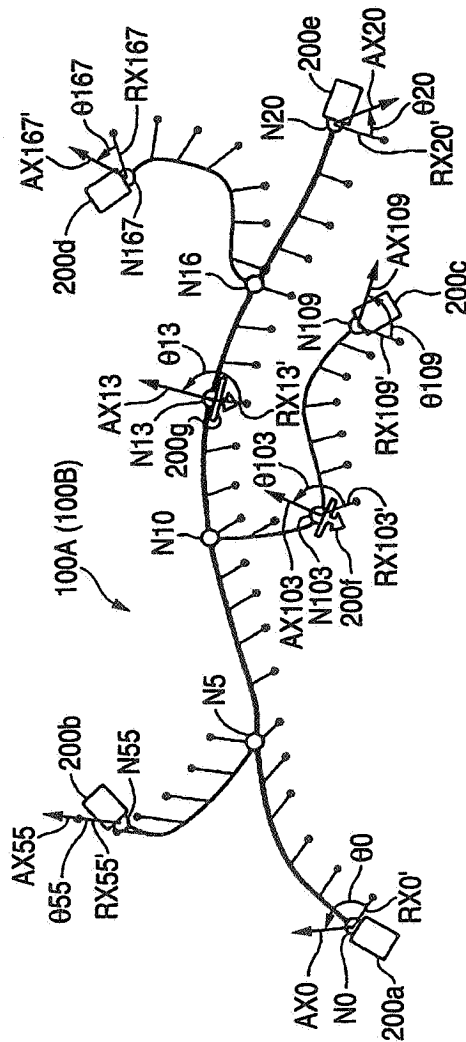 100A (100B)
AX55
θ55
RX55'
200b
N55
N5
AX0
N0
200a
θ0
RX0'
N10
AX103
N103
200f
RX103'
θ103
AX13
N13
200g
θ13
RX13'
N16
N109
AX109
RX109'
θ109
200c
AX167'
θ167
RX167
200d
N167
N20
200e
AX20
θ20
RX20'